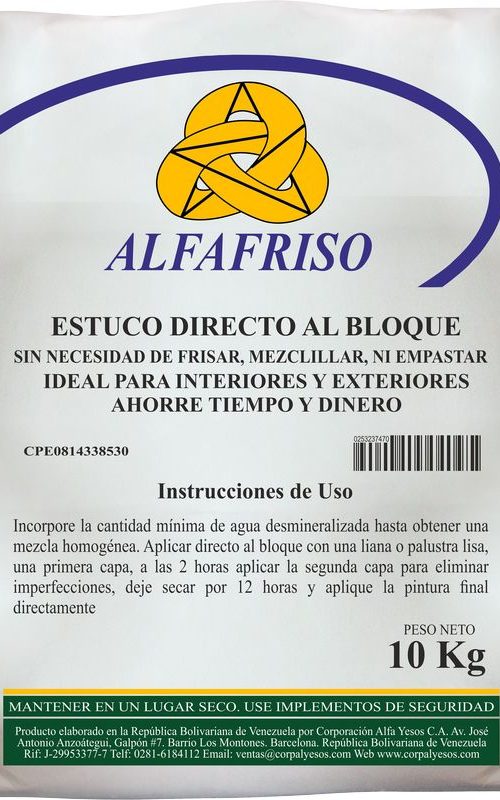 ALFAFRISO
ESTUCO DIRECTO AL BLOQUE
SIN NECESIDAD DE FRISAR, MEZCLILLAR, NI EMPASTAR
IDEAL PARA INTERIORES Y EXTERIORES
AHORRE TIEMPO Y DINERO
CPE0814338530
0253237470
Instrucciones de Uso
Incorpore la cantidad mínima de agua desmineralizada hasta obtener una
mezcla homogénea. Aplicar directo al bloque con una liana o palustra lisa,
una primera capa, a las 2 horas aplicar la segunda capa para eliminar
imperfecciones, deje secar por 12 horas y aplique la pintura final
directamente
PESO NETO
10 Kg
MANTENER EN UN LUGAR SECO. USE IMPLEMENTOS DE SEGURIDAD
Producto elaborado en la República Bolivariana de Venezuela por Corporación Alfa Yesos C.A. Av. José
Antonio Anzoátegui, Galpón #7. Barrio Los Montones. Barcelona. República Bolivariana de Venezuela
Rif: J-29953377-7 Telf: 0281-6184112 Email: ventas@corpalyesos.com Web www.corpalyesos.com